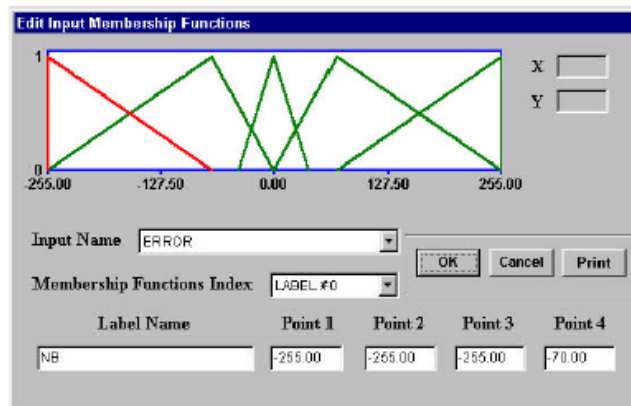 Edit Input Membership Functions
1
X
Y
0
-255.00 -127.50 0.00 127.50 255.00
Input Name ERROR
OK Cancel Print
Membership Functions Index LABEL #0
Label Name Point 1 Point 2 Point 3 Point 4
NB -255.00 -255.00 -255.00 -70.00